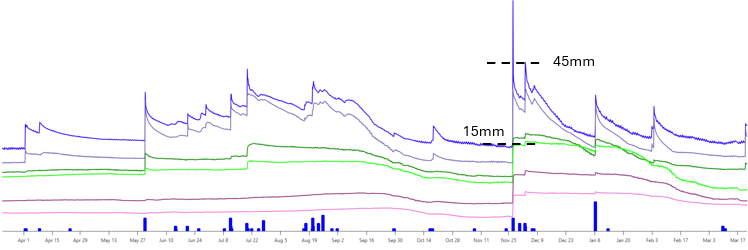 45mm
15mm
Apr 1 Apr 15 Apr 29 May 13 May 27 Jun 10 Jun 24 Jul 8 Jul 22 Aug 5 Aug 19 Sep 2 Sep 16 Sep 30 Oct 14 Oct 28 Nov 11 Nov 25 Dec 9 Dec 23 Jan 6 Jan 20 Feb 3 Feb 17 Mar 3 Mar 17